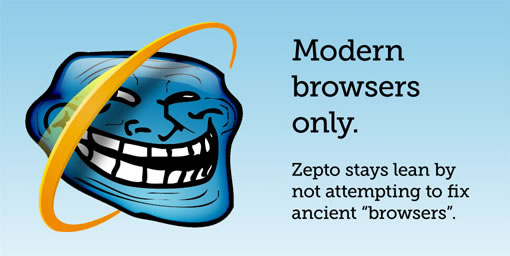 Modern
browsers
only.
Zepto stays lean by
not attempting to fix
ancient “browsers”.